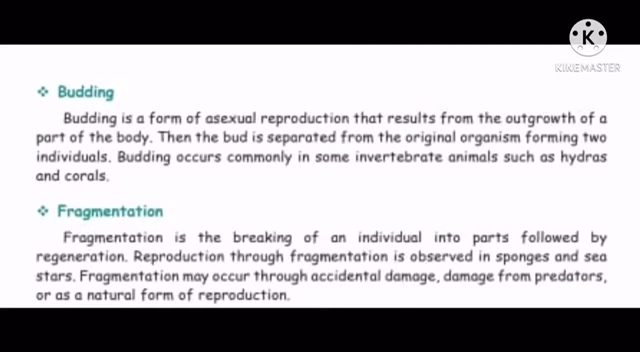 K
KINEMASTER
❖ Budding
Budding is a form of asexual reproduction that results from the outgrowth of a
part of the body. Then the bud is separated from the original organism forming two
individuals. Budding occurs commonly in some invertebrate animals such as hydras
and corals.
❖ Fragmentation
Fragmentation is the breaking of an individual into parts followed by
regeneration. Reproduction through fragmentation is observed in sponges and sea
stars. Fragmentation may occur through accidental damage, damage from predators,
or as a natural form of reproduction.